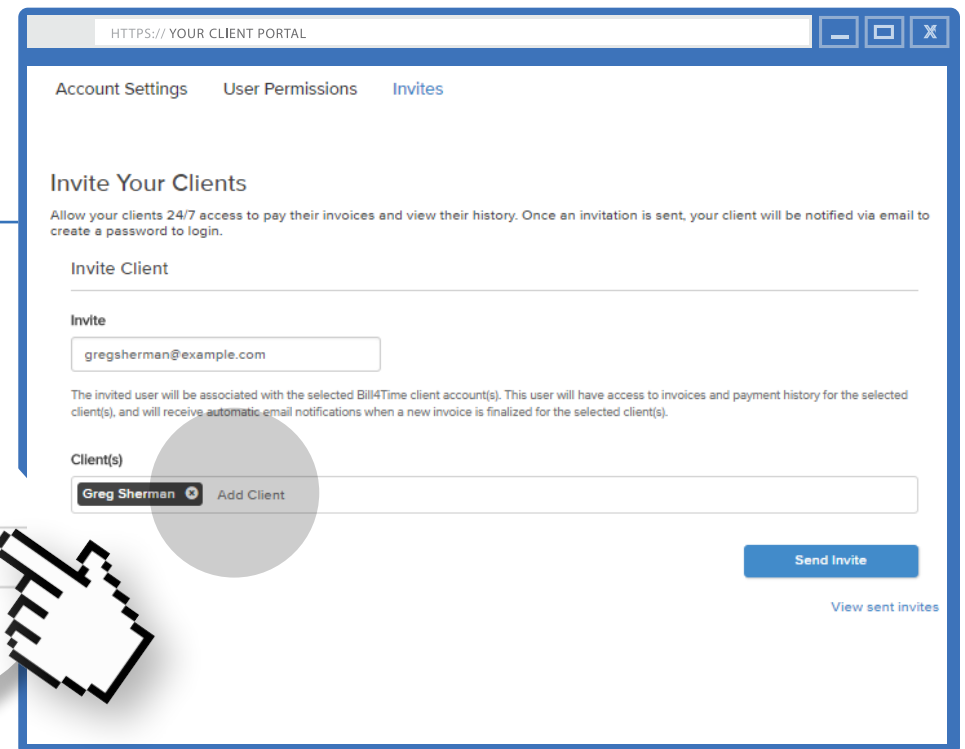 HTTPS:// YOUR CLIENT PORTAL
X
Account Settings User Permissions Invites
Invite Your Clients
Allow your clients 24/7 access to pay their invoices and view their history. Once an invitation is sent, your client will be notified via email to
create a password to login.
Invite Client
Invite
gregsherman@example.com
The invited user will be associated with the selected Bill4Time client account(s). This user will have access to invoices and payment history for the selected
client(s), and will receive automatic email notifications when a new invoice is finalized for the selected client(s).
Client(s)
Greg Sherman Add Client
Send Invite
View sent invites